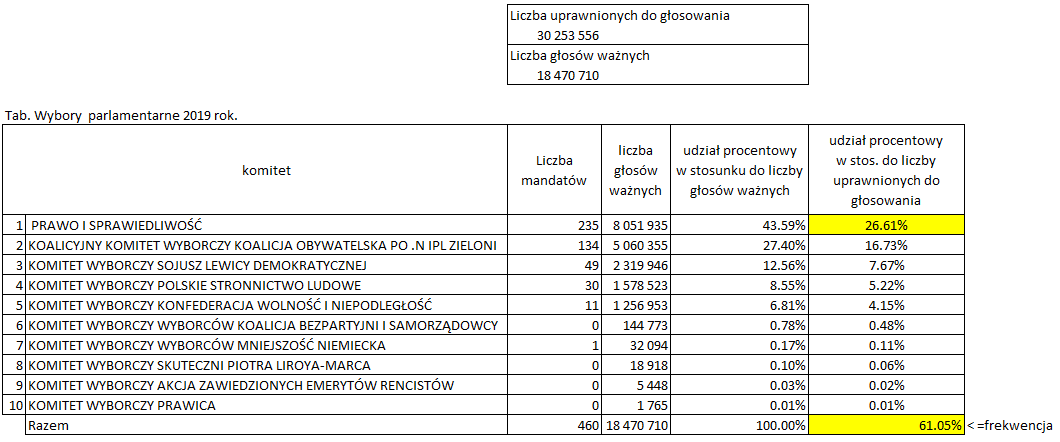 Liczba uprawnionych do głosowania
30 253 556
Liczba głosów ważnych
18 470 710
Tab. Wybory parlamentarne 2019 rok.
komitet
Liczba
mandatów
liczba
głosów
ważnych
udział procentowy
w stosunku do liczby
głosów ważnych
udział procentowy
w stos. do liczby
uprawnionych do
głosowania
1 PRAWO I SPRAWIEDLIWOŚĆ 235 8 051 935 43.59% 26.61%
2 KOALICYJNY KOMITET WYBORCZY KOALICJA OBYWATELSKA PO .N IPL ZIELONI 134 5 060 355 27.40% 16.73%
3 KOMITET WYBORCZY SOJUSZ LEWICY DEMOKRATYCZNEJ 49 2 319 946 12.56% 7.67%
4 KOMITET WYBORCZY POLSKIE STRONNICTWO LUDOWE 30 1 578 523 8.55% 5.22%
5 KOMITET WYBORCZY KONFEDERACJA WOLNOŚĆ I NIEPODLEGŁOŚĆ 11 1 256 953 6.81% 4.15%
6 KOMITET WYBORCZY WYBORCÓW KOALICJA BEZPARTYJNI I SAMORZĄDOWCY 0 144 773 0.78% 0.48%
7 KOMITET WYBORCZY WYBORCÓW MNIEJSZOŚĆ NIEMIECKA 1 32 094 0.17% 0.11%
8 KOMITET WYBORCZY SKUTECZNI PIOTRA LIROYA-MARCA 0 18 918 0.10% 0.06%
9 KOMITET WYBORCZY AKCJA ZAWIEDZIONYCH EMERYTÓW RENCISTÓW 0 5 448 0.03% 0.02%
10 KOMITET WYBORCZY PRAWICA 0 1 765 0.01% 0.01%
Razem 460 18 470 710 100.00% 61.05% < =frekwencja